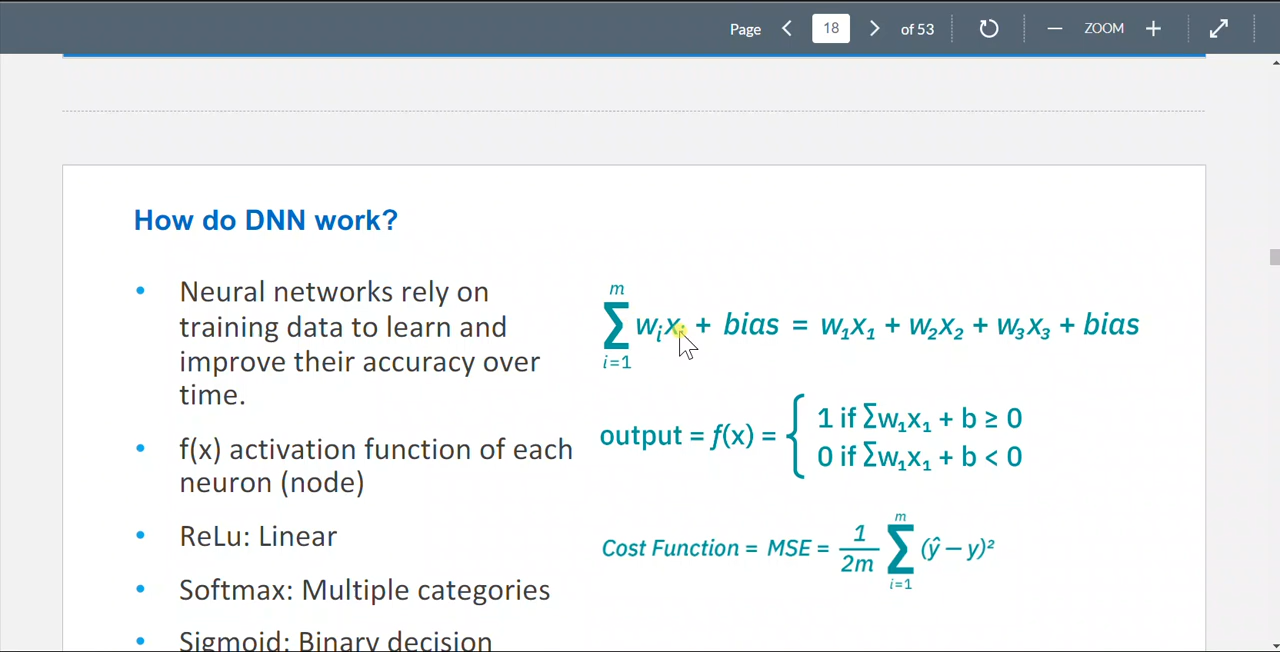 Page 18 of 53 ZOOM
How do DNN work?
• Neural networks rely on
training data to learn and
improve their accuracy over
time.
• f(x) activation function of each
neuron (node)
• ReLu: Linear
• Softmax: Multiple categories
• Sigmoid: Binary decision
m
∑ wᵢxᵢ + bias = w₁x₁ + w₂x₂ + w₃x₃ + bias
i=1
1 if ∑w₁x₁ + b ≥ 0
output = f(x) = {
0 if ∑w₁x₁ + b < 0
m
Cost Function = MSE = 1/2m ∑ (ŷ – y)²
i=1